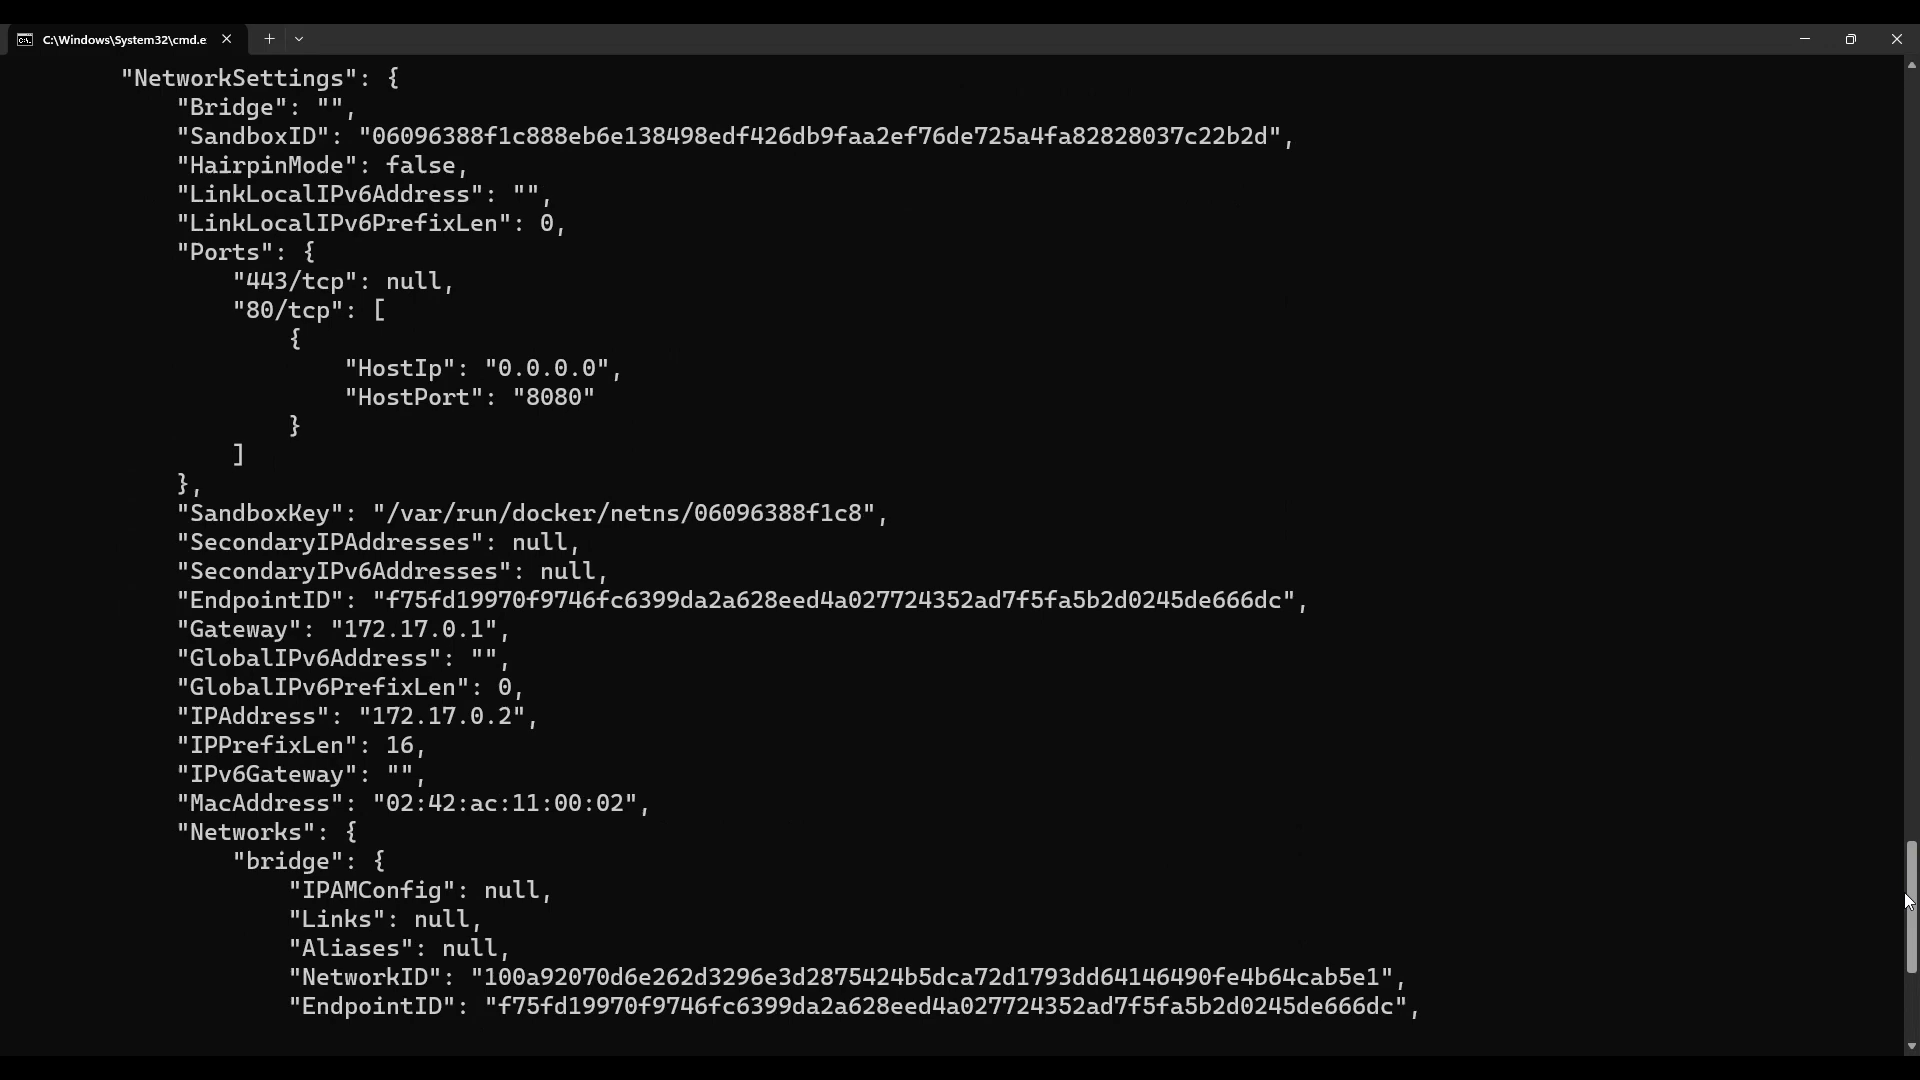 C:\Windows\System32\cmd.e
"NetworkSettings": {
"Bridge": "",
"SandboxID": "06096388f1c888eb6e138498edf426db9faa2ef76de725a4fa82828037c22b2d",
"HairpinMode": false,
"LinkLocalIPv6Address": "",
"LinkLocalIPv6PrefixLen": 0,
"Ports": {
"443/tcp": null,
"80/tcp": [
{
"HostIp": "0.0.0.0",
"HostPort": "8080"
}
]
},
"SandboxKey": "/var/run/docker/netns/06096388f1c8",
"SecondaryIPAddresses": null,
"SecondaryIPv6Addresses": null,
"EndpointID": "f75fd19970f9746fc6399da2a628eed4a027724352ad7f5fa5b2d0245de666dc",
"Gateway": "172.17.0.1",
"GlobalIPv6Address": "",
"GlobalIPv6PrefixLen": 0,
"IPAddress": "172.17.0.2",
"IPPrefixLen": 16,
"IPv6Gateway": "",
"MacAddress": "02:42:ac:11:00:02",
"Networks": {
"bridge": {
"IPAMConfig": null,
"Links": null,
"Aliases": null,
"NetworkID": "100a92070d6e262d3296e3d2875424b5dca72d1793dd64146490fe4b64cab5e1",
"EndpointID": "f75fd19970f9746fc6399da2a628eed4a027724352ad7f5fa5b2d0245de666dc",